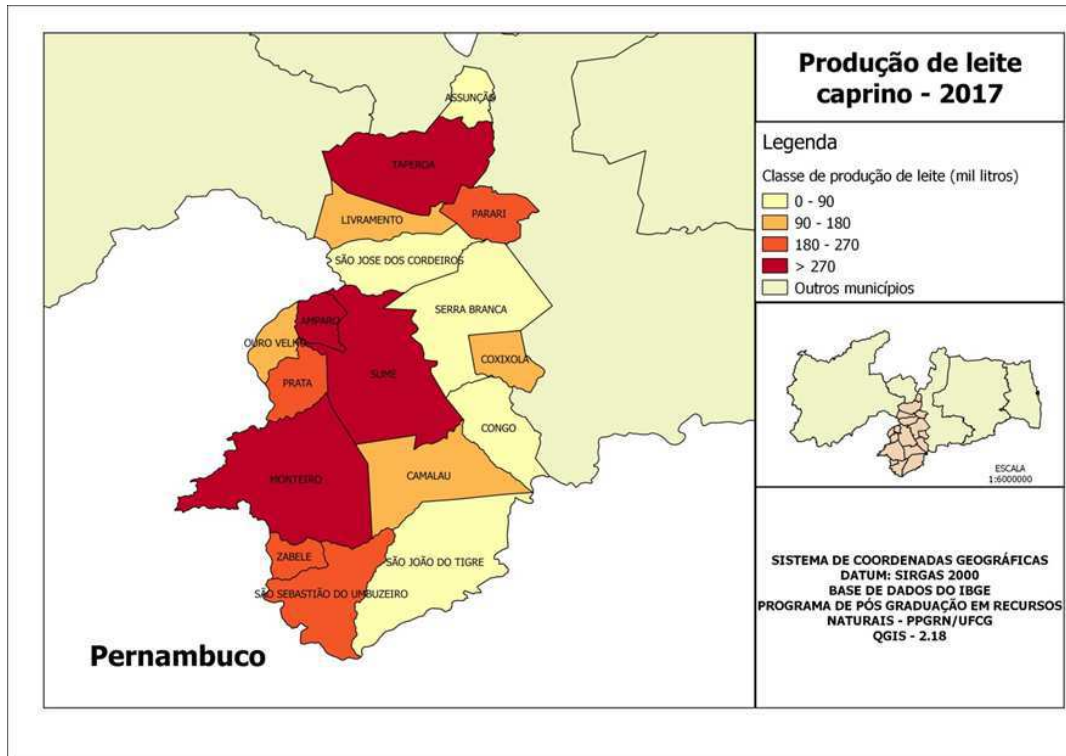 Produção de leite
caprino - 2017
Legenda
Classe de produção de leite (mil litros)
0 - 90
90 - 180
180 - 270
> 270
Outros municípios
ASSUNÇÃO
TAPEROA
LIVRAMENTO
PARARI
SÃO JOSE DOS CORDEIROS
SERRA BRANCA
AMPARO
OURO VELHO
COXIXOLA
SUME
PRATA
CONGO
MONTEIRO
CAMALAU
ZABELE
SÃO JOÃO DO TIGRE
SÃO SEBASTIÃO DO UMBUZEIRO
Pernambuco
ESCALA
1:6000000
SISTEMA DE COORDENADAS GEOGRÁFICAS
DATUM: SIRGAS 2000
BASE DE DADOS DO IBGE
PROGRAMA DE PÓS GRADUAÇÃO EM RECURSOS
NATURAIS - PPGRN/UFCG
QGIS - 2.18